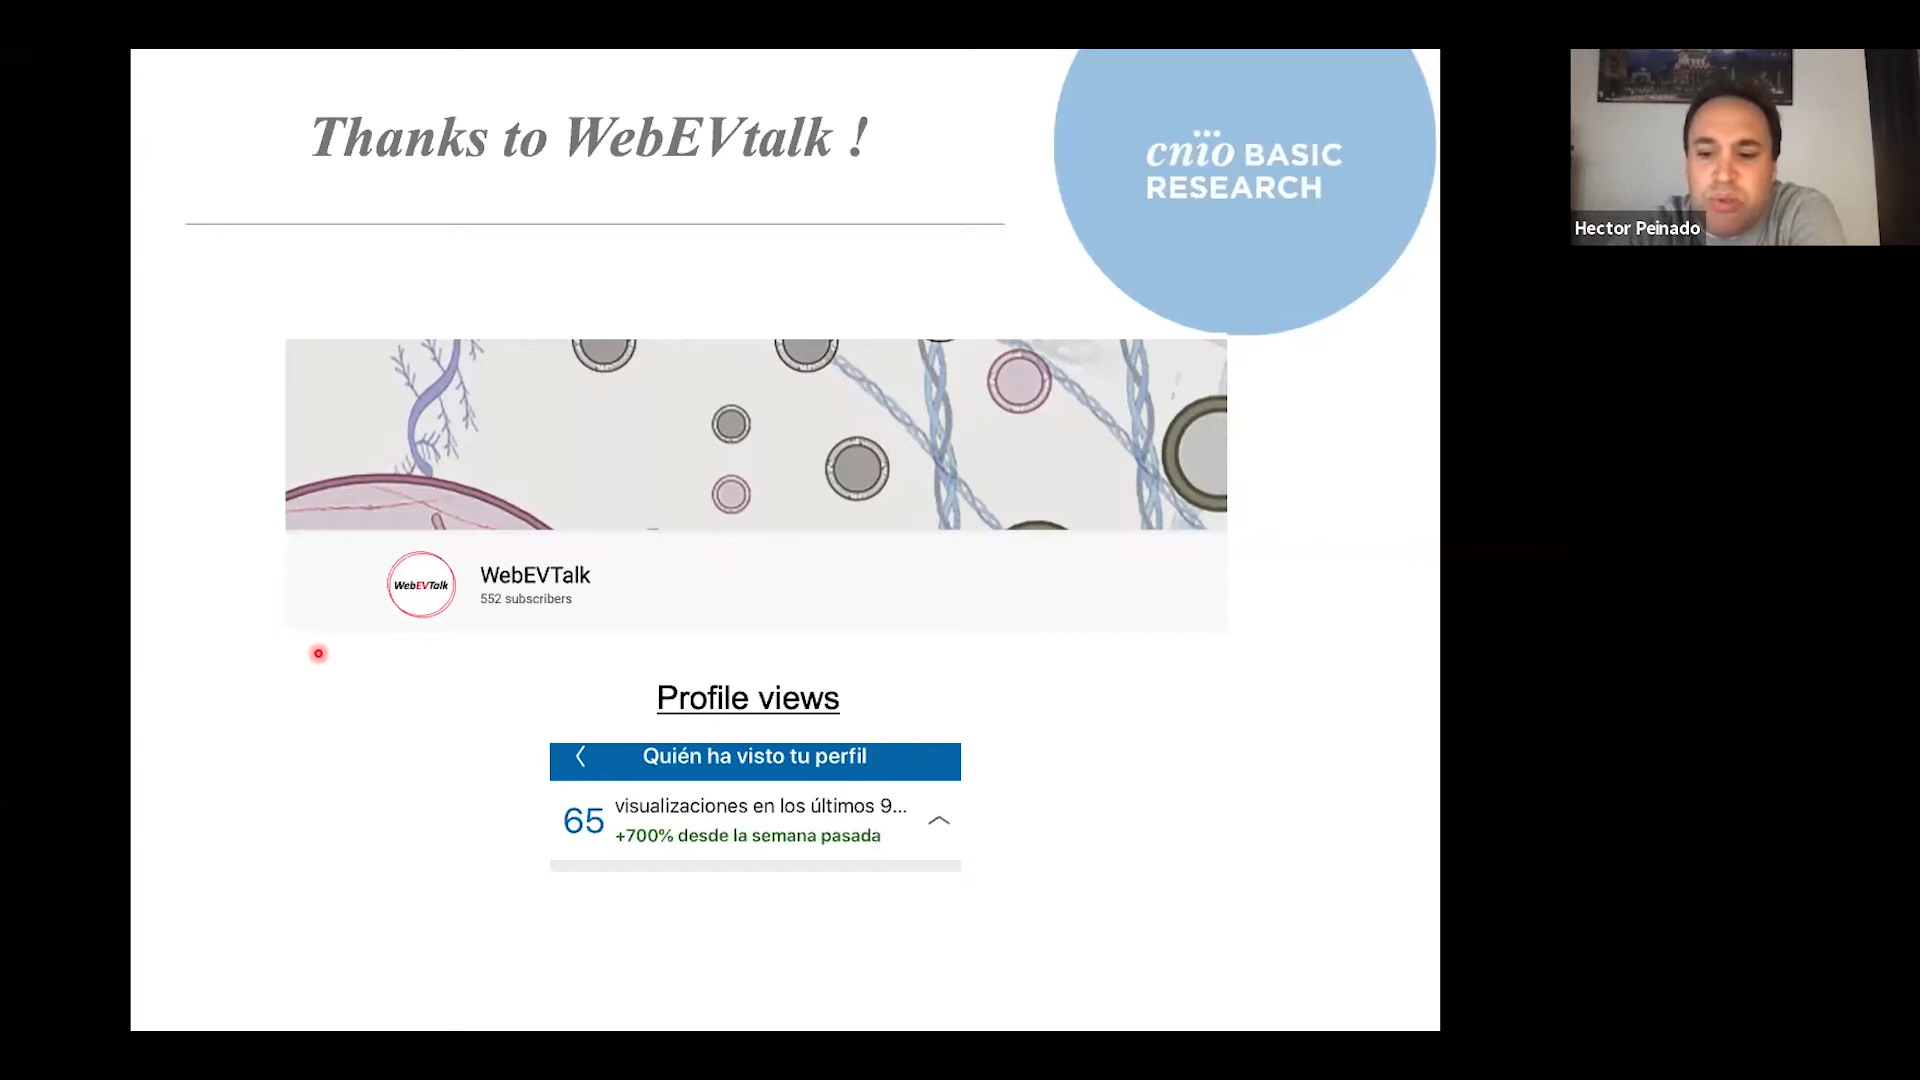 Thanks to WebEVtalk !
cnio BASIC
RESEARCH
Hector Peinado
WebEVTalk
WebEVTalk
552 subscribers
Profile views
Quién ha visto tu perfil
65
visualizaciones en los últimos 9...
+700% desde la semana pasada